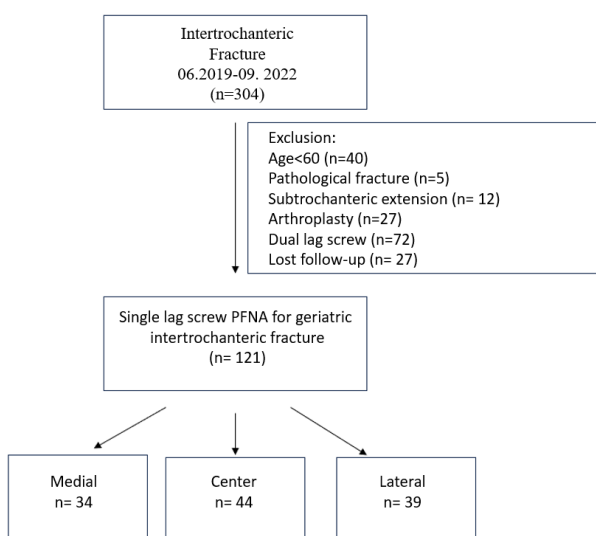 Intertrochanteric
Fracture
06.2019-09. 2022
(n=304)
Exclusion:
Age<60 (n=40)
Pathological fracture (n=5)
Subtrochanteric extension (n= 12)
Arthroplasty (n=27)
Dual lag screw (n=72)
Lost follow-up (n= 27)
Single lag screw PFNA for geriatric
intertrochanteric fracture
(n= 121)
Medial
n= 34
Center
n= 44
Lateral
n= 39